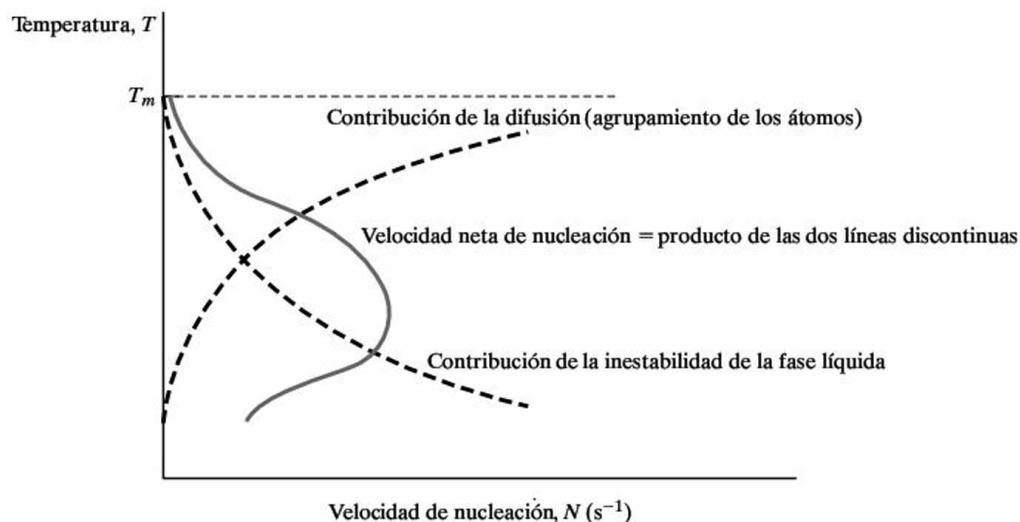 Temperatura, T
Tm
Contribución de la difusión (agrupamiento de los átomos)
Velocidad neta de nucleación = producto de las dos líneas discontinuas
Contribución de la inestabilidad de la fase líquida
Velocidad de nucleación, N (s⁻¹)